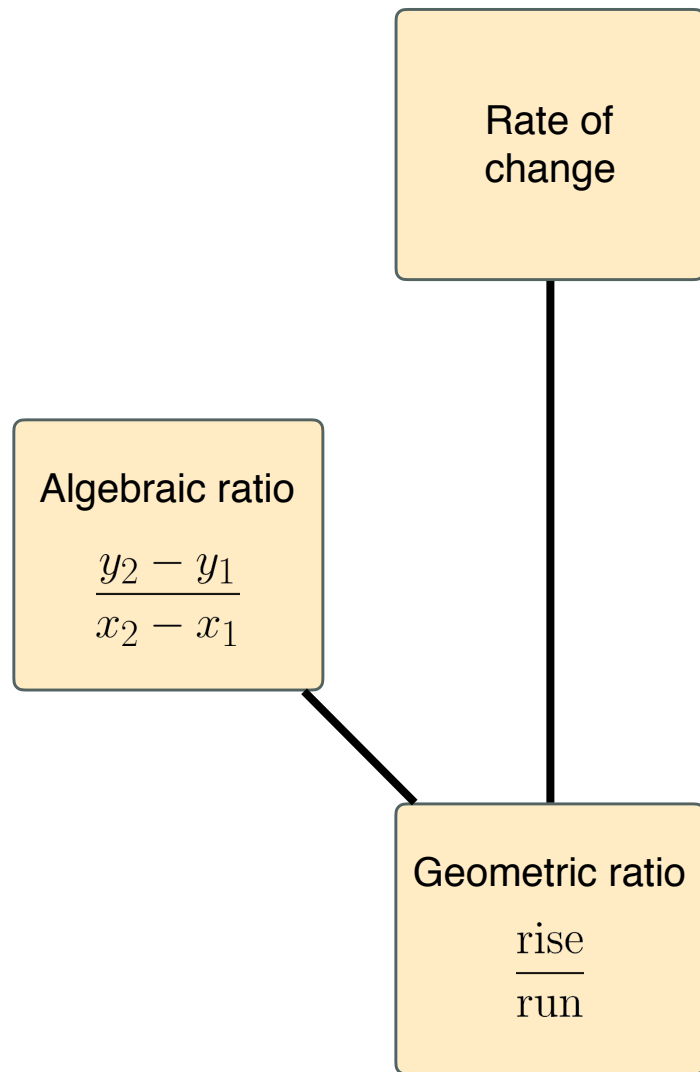 Rate of
change
Algebraic ratio
y₂ − y₁
x₂ − x₁
Geometric ratio
rise
run